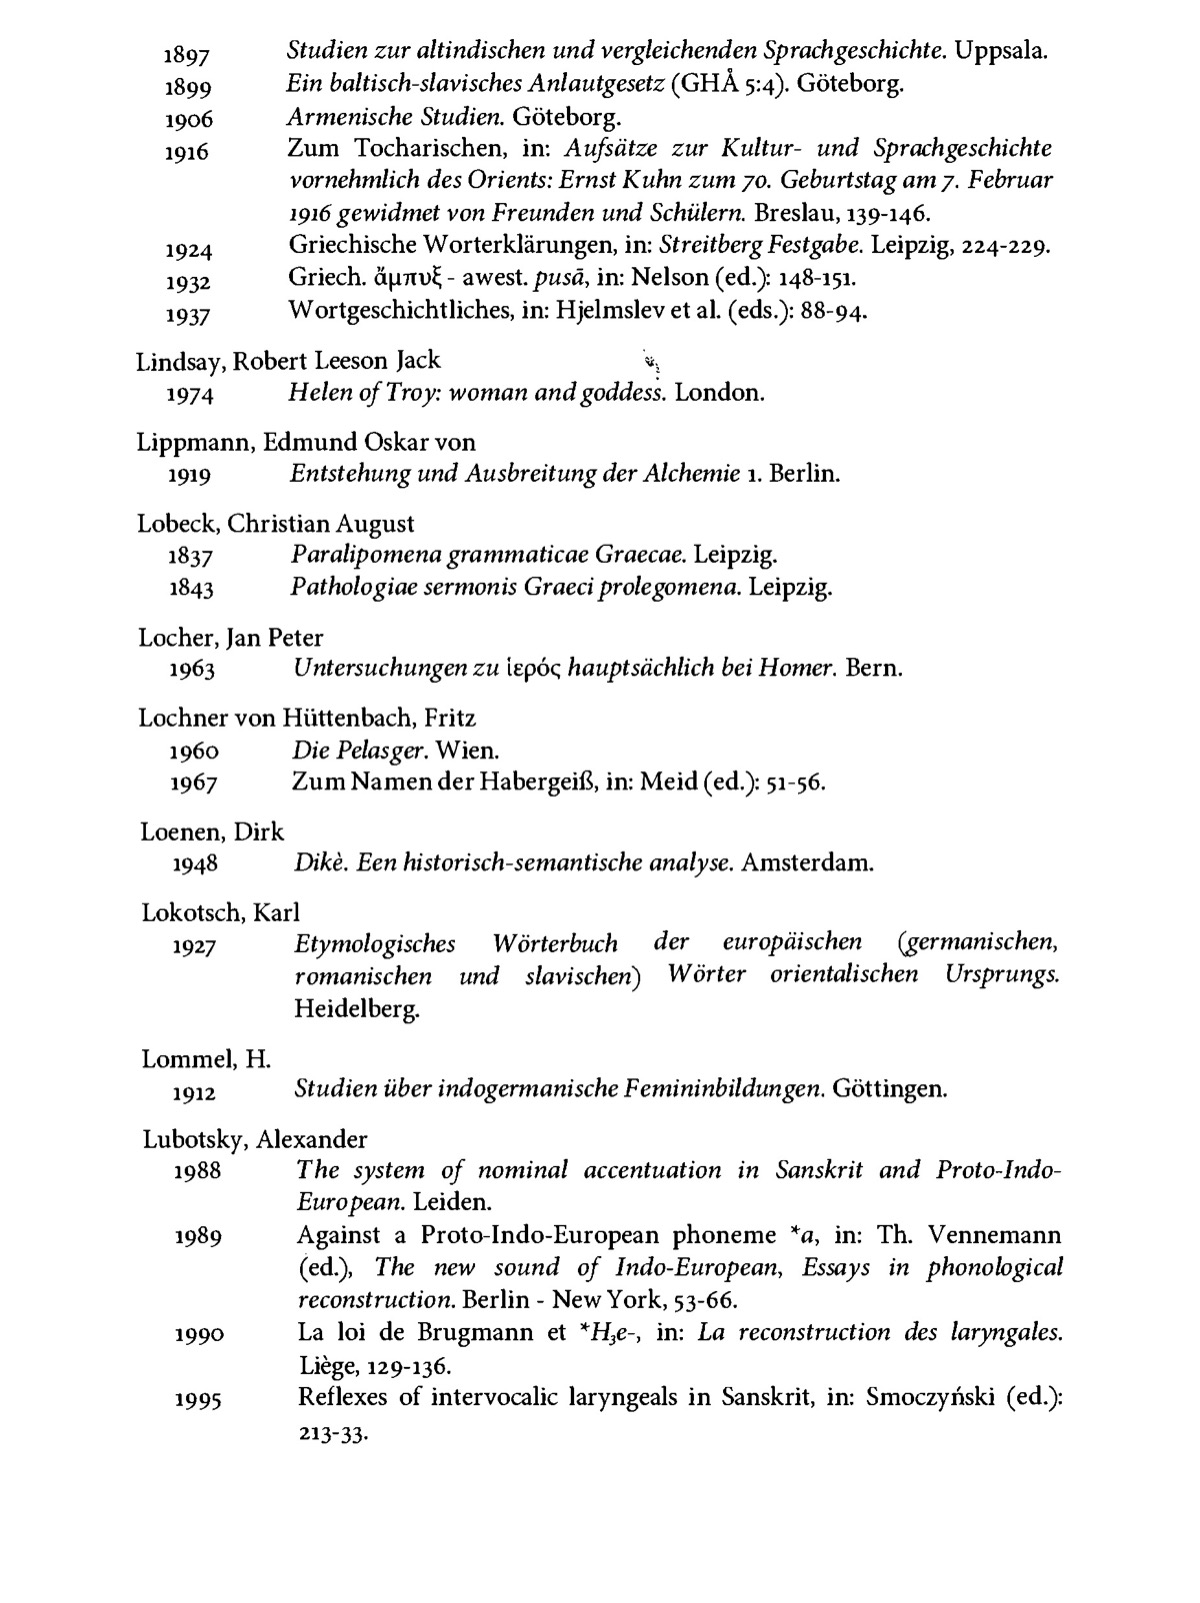 1897 Studien zur altindischen und vergleichenden Sprachgeschichte. Uppsala.
1899 Ein baltisch-slavisches Anlautgesetz (GHÅ 5:4). Göteborg.
1906 Armenische Studien. Göteborg.
1916 Zum Tocharischen, in: Aufsätze zur Kultur- und Sprachgeschichte
vornehmlich des Orients: Ernst Kuhn zum 70. Geburtstag am 7. Februar
1916 gewidmet von Freunden und Schülern. Breslau, 139-146.
1924 Griechische Worterklärungen, in: Streitberg Festgabe. Leipzig, 224-229.
1932 Griech. ἄμπυξ - awest. pusā, in: Nelson (ed.): 148-151.
1937 Wortgeschichtliches, in: Hjelmslev et al. (eds.): 88-94.
Lindsay, Robert Leeson Jack
1974 Helen of Troy: woman and goddess. London.
Lippmann, Edmund Oskar von
1919 Entstehung und Ausbreitung der Alchemie 1. Berlin.
Lobeck, Christian August
1837 Paralipomena grammaticae Graecae. Leipzig.
1843 Pathologiae sermonis Graeci prolegomena. Leipzig.
Locher, Jan Peter
1963 Untersuchungen zu ἱερός hauptsächlich bei Homer. Bern.
Lochner von Hüttenbach, Fritz
1960 Die Pelasger. Wien.
1967 Zum Namen der Habergeiß, in: Meid (ed.): 51-56.
Loenen, Dirk
1948 Dikè. Een historisch-semantische analyse. Amsterdam.
Lokotsch, Karl
1927 Etymologisches Wörterbuch der europäischen (germanischen,
romanischen und slavischen) Wörter orientalischen Ursprungs.
Heidelberg.
Lommel, H.
1912 Studien über indogermanische Femininbildungen. Göttingen.
Lubotsky, Alexander
1988 The system of nominal accentuation in Sanskrit and Proto-Indo-
European. Leiden.
1989 Against a Proto-Indo-European phoneme *a, in: Th. Vennemann
(ed.), The new sound of Indo-European, Essays in phonological
reconstruction. Berlin - New York, 53-66.
1990 La loi de Brugmann et *H₃e-, in: La reconstruction des laryngales.
Liège, 129-136.
1995 Reflexes of intervocalic laryngeals in Sanskrit, in: Smoczyński (ed.):
213-33.